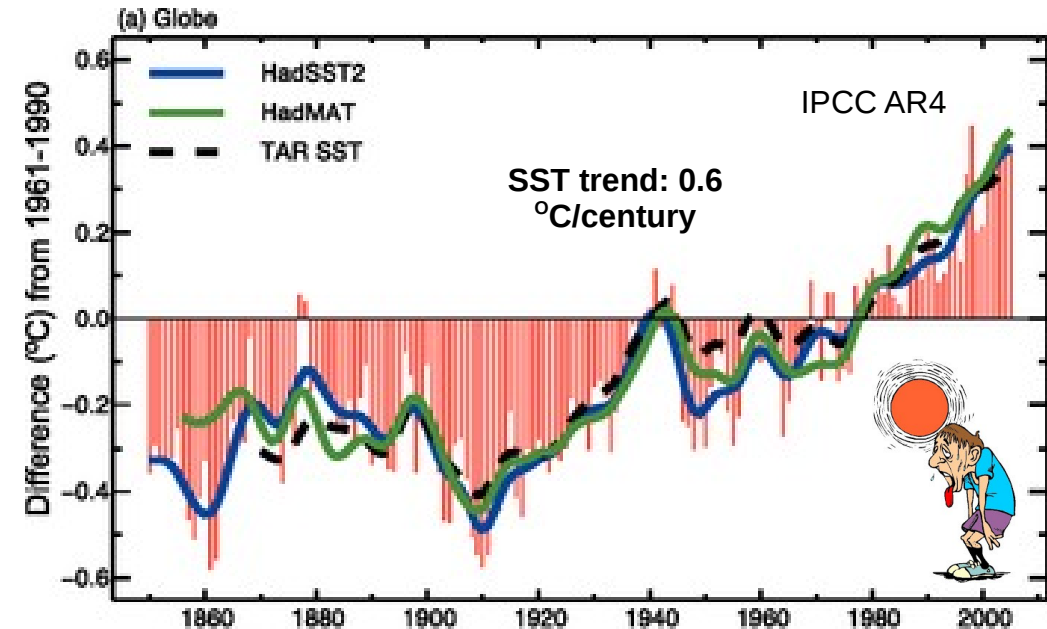 (a) Globe
0.6
HadSST2
HadMAT
TAR SST
IPCC AR4
SST trend: 0.6
ᴼC/century
0.4
0.2
0.0
−0.2
−0.4
−0.6
Difference (ºC) from 1961-1990
1860 1880 1900 1920 1940 1960 1980 2000